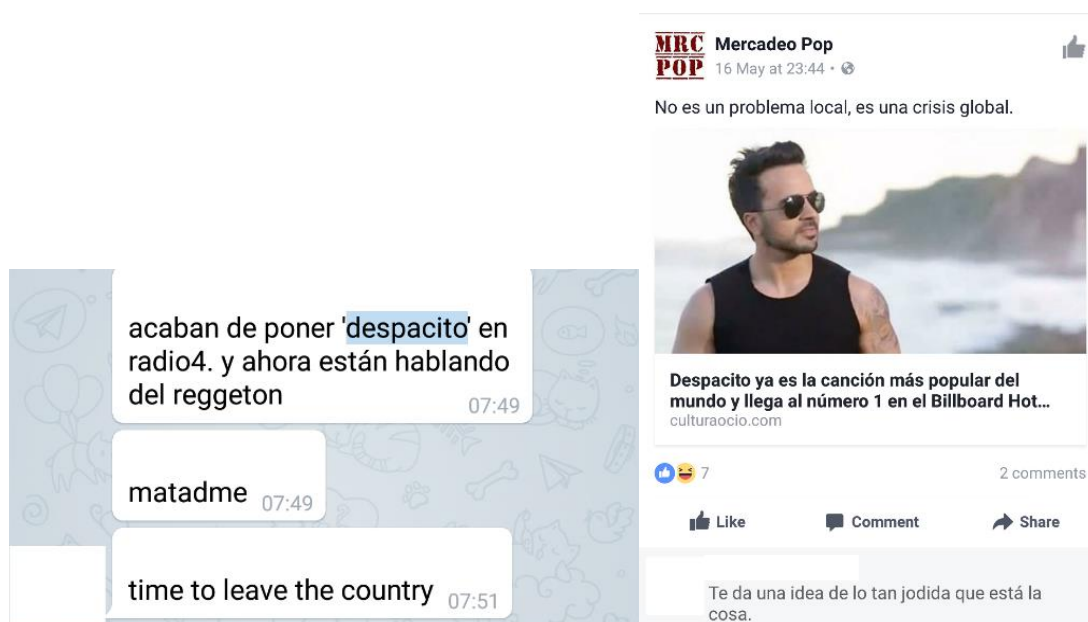 acaban de poner 'despacito' en
radio4. y ahora están hablando
del reggeton
07:49
matadme 07:49
time to leave the country 07:51
MRC
POP
Mercadeo Pop
16 May at 23:44
No es un problema local, es una crisis global.
Despacito ya es la canción más popular del
mundo y llega al número 1 en el Billboard Hot...
culturaocio.com
7
2 comments
Like Comment Share
Te da una idea de lo tan jodida que está la
cosa.